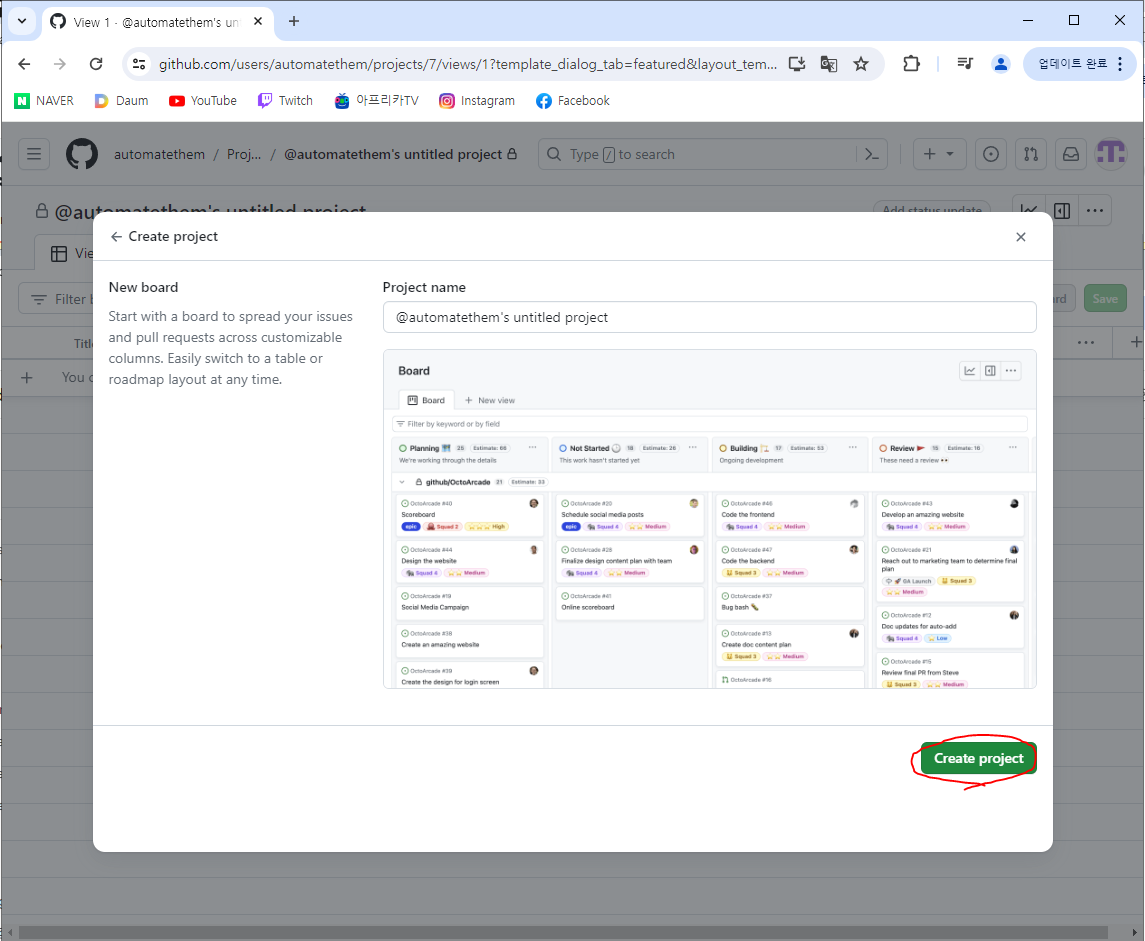 View 1 · @automatethem's unt
github.com/users/automatethem/projects/7/views/1?template_dialog_tab=featured&layout_tem...
업데이트 완료
NAVER Daum YouTube Twitch 아프리카TV Instagram Facebook
automatethem / Proj... / @automatethem's untitled project
Type / to search
@automatethem's untitled project
Add status update
Filter
Save
You
Create project
New board
Start with a board to spread your issues
and pull requests across customizable
columns. Easily switch to a table or
roadmap layout at any time.
Project name
@automatethem's untitled project
Board
Board + New view
Filter by keyword or by field
Planning 25 Estimate: 66
We're working through the details
Not Started 18 Estimate: 26
This work hasn't started yet
Building 17 Estimate: 53
Ongoing development
Review 15 Estimate: 16
These need a review
github/OctoArcade 21 Estimate: 33
OctoArcade #40
Scoreboard
epic Squad 3 High
OctoArcade #44
Design the website
Squad 4 Medium
OctoArcade #19
Social Media Campaign
OctoArcade #38
Create an amazing website
OctoArcade #39
Create the design for login screen
OctoArcade #20
Schedule social media posts
epic Squad 4 Medium
OctoArcade #28
Finalize design content plan with team
Squad 4 Medium
OctoArcade #41
Online scoreboard
OctoArcade #46
Code the frontend
Squad 4 Medium
OctoArcade #47
Code the backend
Squad 3 Medium
OctoArcade #37
Bug bash
OctoArcade #13
Create doc content plan
Squad 3 Medium
OctoArcade #16
OctoArcade #43
Develop an amazing website
Squad 4 Medium
OctoArcade #21
Reach out to marketing team to determine final
plan
GA Launch Squad 3
Medium
OctoArcade #12
Doc updates for auto-add
Squad 4 Low
OctoArcade #15
Review final PR from Steve
Squad 3 Medium
Create project